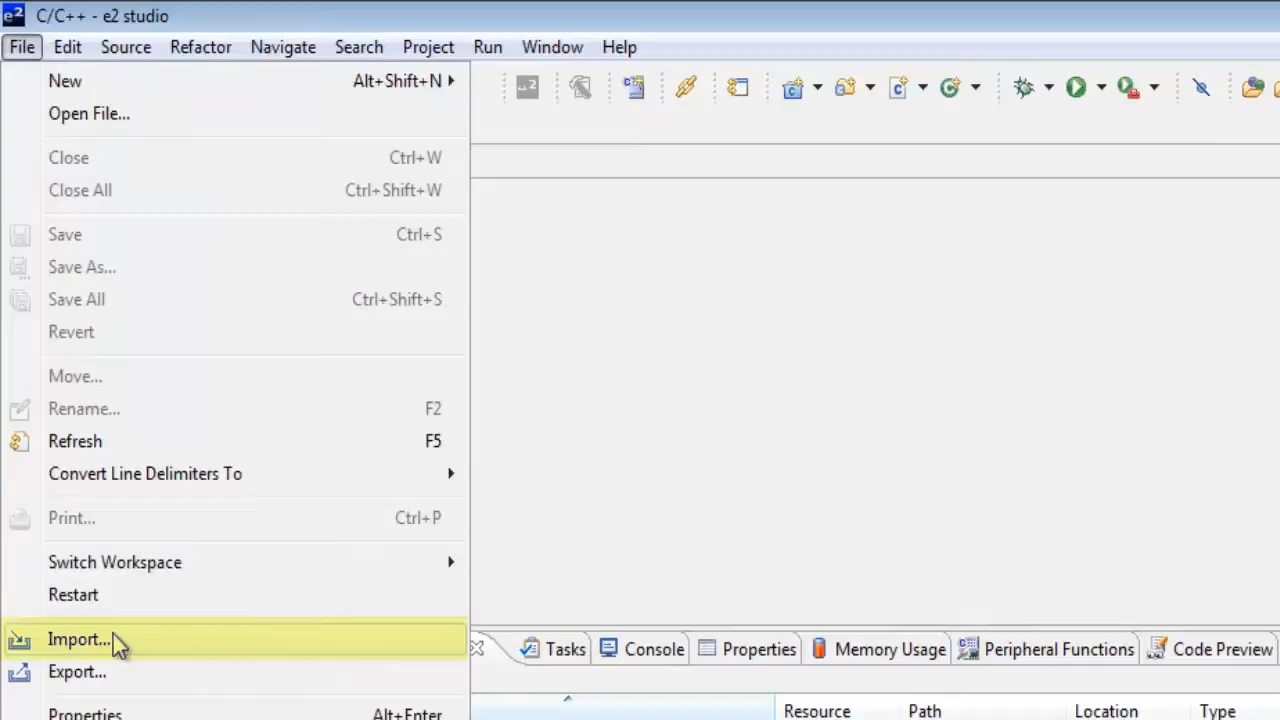 e² C/C++ - e2 studio
File Edit Source Refactor Navigate Search Project Run Window Help
New Alt+Shift+N
Open File...
Close Ctrl+W
Close All Ctrl+Shift+W
Save Ctrl+S
Save As...
Save All Ctrl+Shift+S
Revert
Move...
Rename... F2
Refresh F5
Convert Line Delimiters To
Print... Ctrl+P
Switch Workspace
Restart
Import...
Export...
Properties Alt+Enter
Tasks Console Properties Memory Usage Peripheral Functions Code Preview
Resource Path Location Type